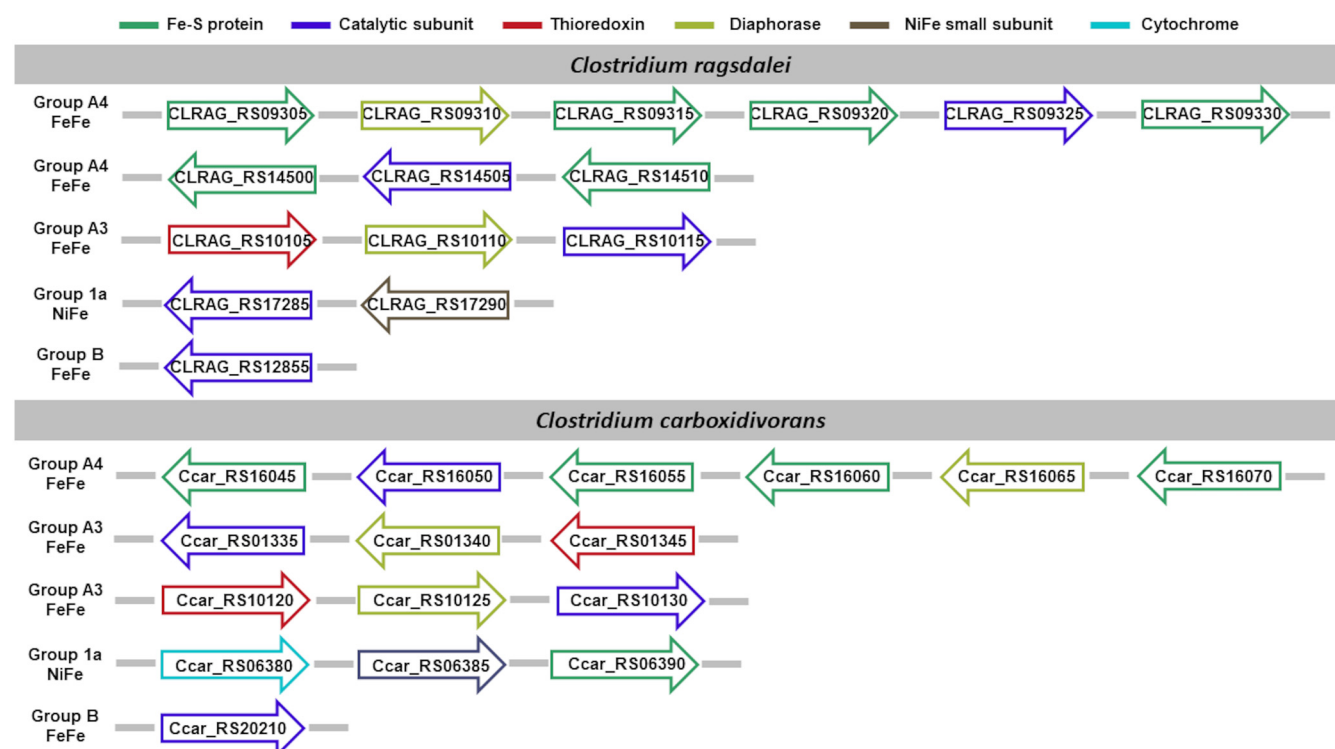 Fe-S protein Catalytic subunit Thioredoxin Diaphorase NiFe small subunit Cytochrome
Clostridium ragsdalei
Group A4
FeFe
CLRAG_RS09305 CLRAG_RS09310 CLRAG_RS09315 CLRAG_RS09320 CLRAG_RS09325 CLRAG_RS09330
Group A4
FeFe
CLRAG_RS14500 CLRAG_RS14505 CLRAG_RS14510
Group A3
FeFe
CLRAG_RS10105 CLRAG_RS10110 CLRAG_RS10115
Group 1a
NiFe
CLRAG_RS17285 CLRAG_RS17290
Group B
FeFe
CLRAG_RS12855
Clostridium carboxidivorans
Group A4
FeFe
Ccar_RS16045 Ccar_RS16050 Ccar_RS16055 Ccar_RS16060 Ccar_RS16065 Ccar_RS16070
Group A3
FeFe
Ccar_RS01335 Ccar_RS01340 Ccar_RS01345
Group A3
FeFe
Ccar_RS10120 Ccar_RS10125 Ccar_RS10130
Group 1a
NiFe
Ccar_RS06380 Ccar_RS06385 Ccar_RS06390
Group B
FeFe
Ccar_RS20210